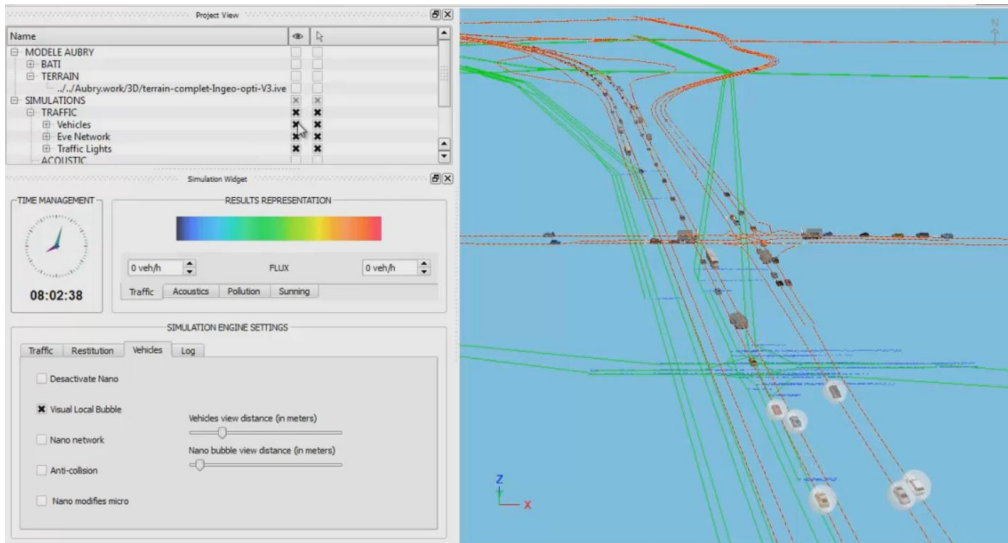 Project View
Name
MODELE AUBRY
BATI
TERRAIN
../../Aubry.work/3D/terrain-complet-Ingeo-opti-V3.ive
SIMULATIONS
TRAFFIC
Vehicles
Eve Network
Traffic Lights
ACOUSTIC
Simulation Widget
TIME MANAGEMENT
RESULTS REPRESENTATION
0 veh/h FLUX 0 veh/h
08:02:38
Traffic Acoustics Pollution Sunning
SIMULATION ENGINE SETTINGS
Traffic Restitution Vehicles Log
Desactivate Nano
Visual Local Bubble
Vehicles view distance (in meters)
Nano network
Nano bubble view distance (in meters)
Anti-collision
Nano modifies micro
N
Z
Y
X